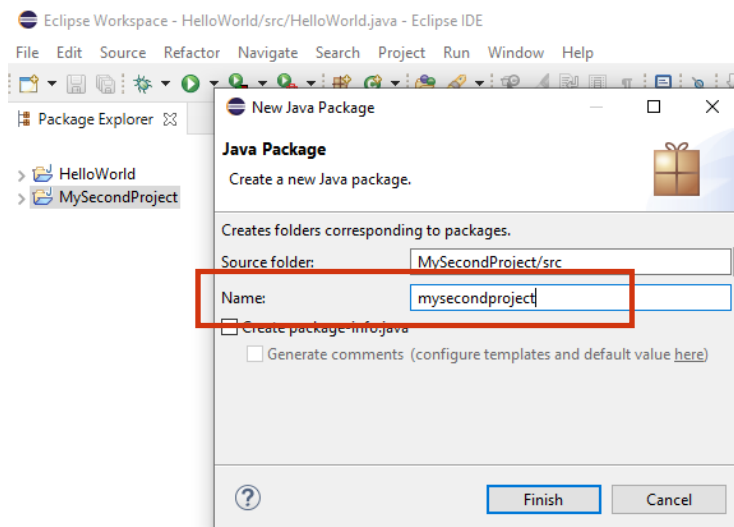 Eclipse Workspace - HelloWorld/src/HelloWorld.java - Eclipse IDE
File Edit Source Refactor Navigate Search Project Run Window Help
Package Explorer
New Java Package
Java Package
Create a new Java package.
HelloWorld
MySecondProject
Creates folders corresponding to packages.
Source folder: MySecondProject/src
Name: mysecondproject
Create package-info.java
Generate comments (configure templates and default value here)
Finish Cancel